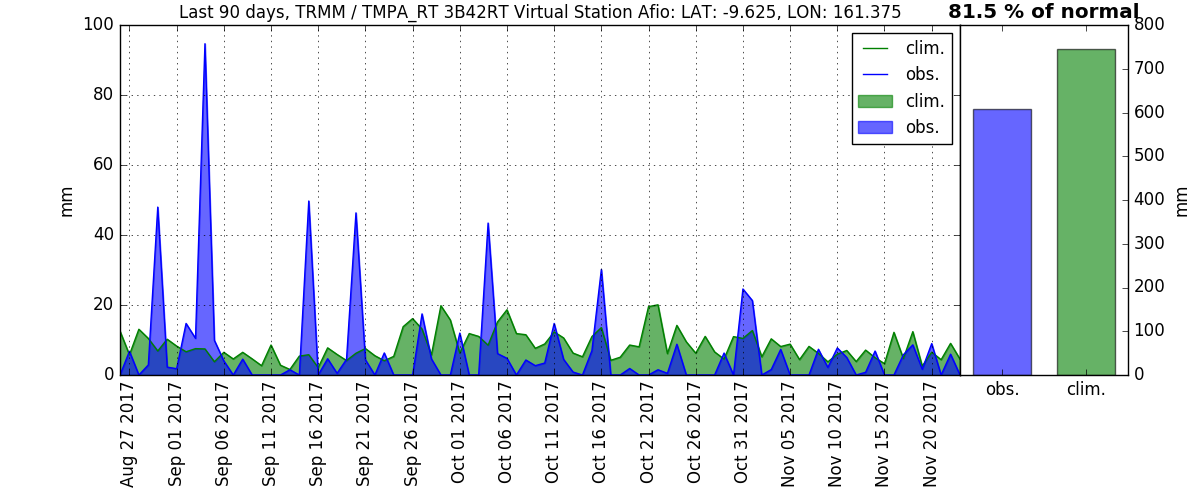 Last 90 days, TRMM / TMPA_RT 3B42RT Virtual Station Afio: LAT: -9.625, LON: 161.375
81.5 % of normal
100
80
60
40
20
0
mm
clim.
obs.
clim.
obs.
800
700
600
500
400
300
200
100
0
mm
obs.
clim.
Aug 27 2017
Sep 01 2017
Sep 06 2017
Sep 11 2017
Sep 16 2017
Sep 21 2017
Sep 26 2017
Oct 01 2017
Oct 06 2017
Oct 11 2017
Oct 16 2017
Oct 21 2017
Oct 26 2017
Oct 31 2017
Nov 05 2017
Nov 10 2017
Nov 15 2017
Nov 20 2017